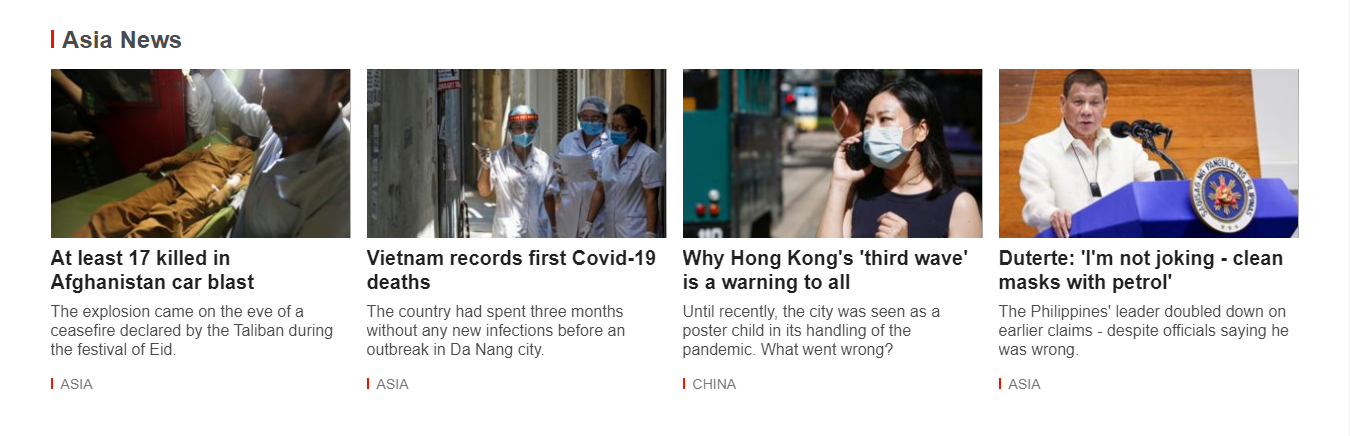 Asia News
At least 17 killed in
Afghanistan car blast
The explosion came on the eve of a
ceasefire declared by the Taliban during
the festival of Eid.
ASIA
Vietnam records first Covid-19
deaths
The country had spent three months
without any new infections before an
outbreak in Da Nang city.
ASIA
Why Hong Kong's 'third wave'
is a warning to all
Until recently, the city was seen as a
poster child in its handling of the
pandemic. What went wrong?
CHINA
SAGISAG NG PANGULO NG PILIPINAS
Duterte: 'I'm not joking - clean
masks with petrol'
The Philippines' leader doubled down on
earlier claims - despite officials saying he
was wrong.
ASIA